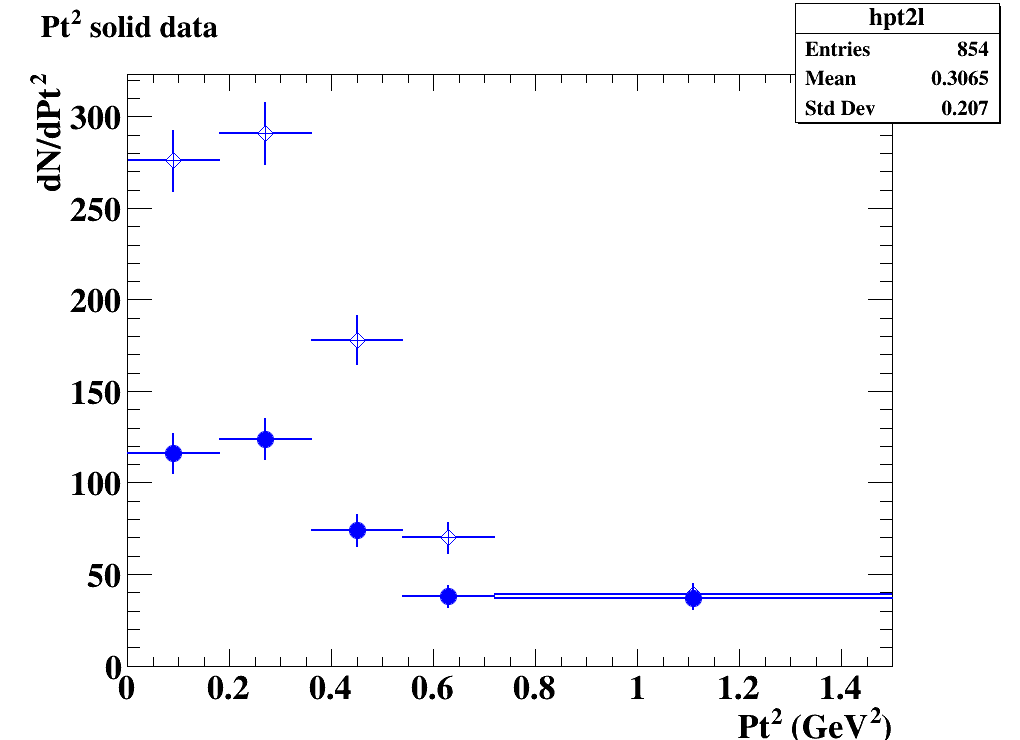 Pt² solid data
hpt2l
Entries 854
Mean 0.3065
Std Dev 0.207
dN/dPt²
300
250
200
150
100
50
0
0 0.2 0.4 0.6 0.8 1 1.2 1.4
Pt² (GeV²)